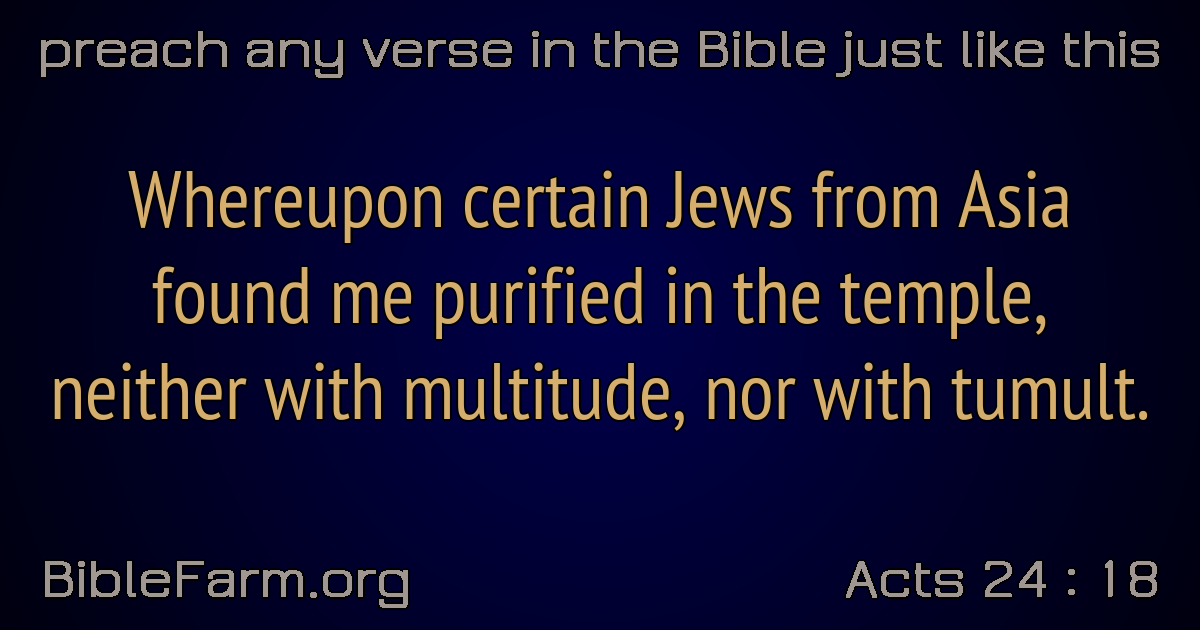 preach any verse in the Bible just like this
Whereupon certain Jews from Asia
found me purified in the temple,
neither with multitude, nor with tumult.
BibleFarm.org
Acts 24 : 18